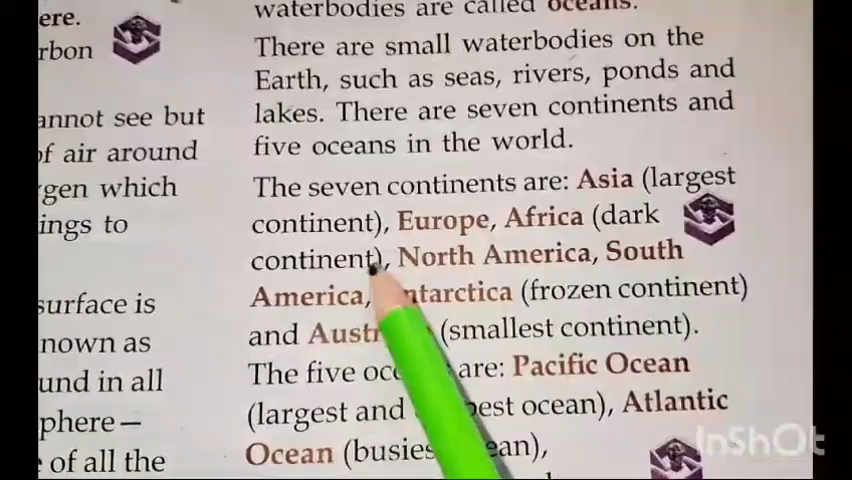 ere.
rbon
annot see but
of air around
gen which
ings to
surface is
nown as
und in all
phere—
of all the
waterbodies are called oceans.
There are small waterbodies on the
Earth, such as seas, rivers, ponds and
lakes. There are seven continents and
five oceans in the world.
The seven continents are: Asia (largest
continent), Europe, Africa (dark
continent), North America, South
America, ntarctica (frozen continent)
and Austr (smallest continent).
The five oc are: Pacific Ocean
(largest and pest ocean), Atlantic
Ocean (busies ean),
InShOt